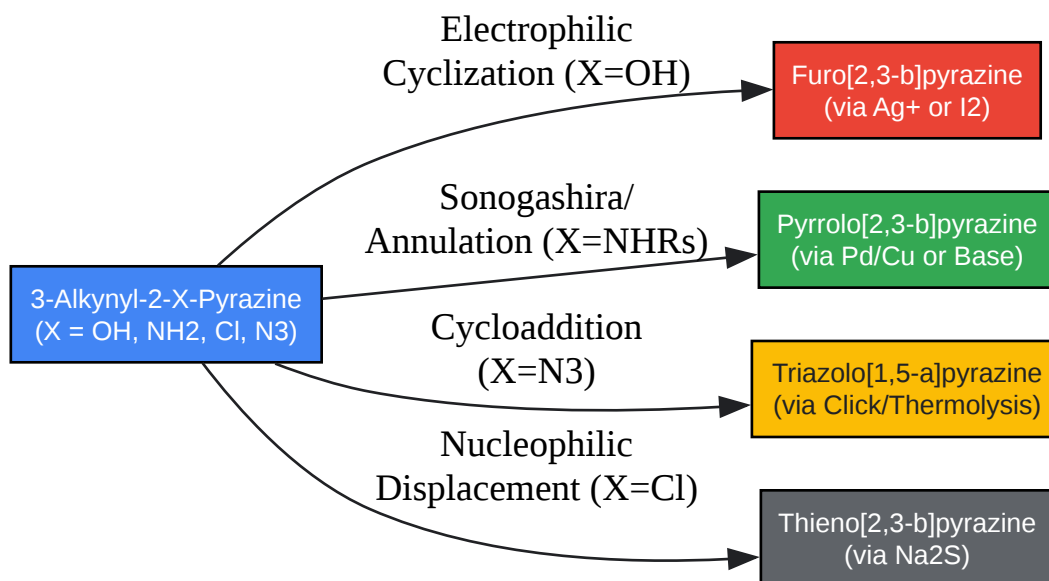 Electrophilic
Cyclization (X=OH)
Furo[2,3-b]pyrazine
(via Ag+ or I2)
Sonogashira/
Annulation (X=NHRs)
Pyrrolo[2,3-b]pyrazine
(via Pd/Cu or Base)
3-Alkynyl-2-X-Pyrazine
(X = OH, NH2, Cl, N3)
Cycloaddition
(X=N3)
Triazolo[1,5-a]pyrazine
(via Click/Thermolysis)
Nucleophilic
Displacement (X=Cl)
Thieno[2,3-b]pyrazine
(via Na2S)